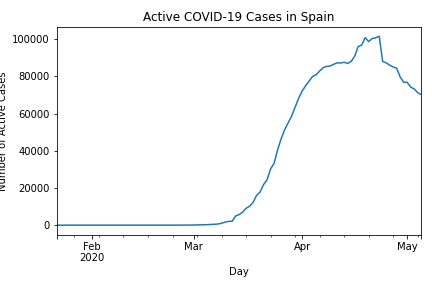 Active COVID-19 Cases in Spain
Number of Active Cases
100000
80000
60000
40000
20000
0
Feb
2020
Mar
Apr
May
Day